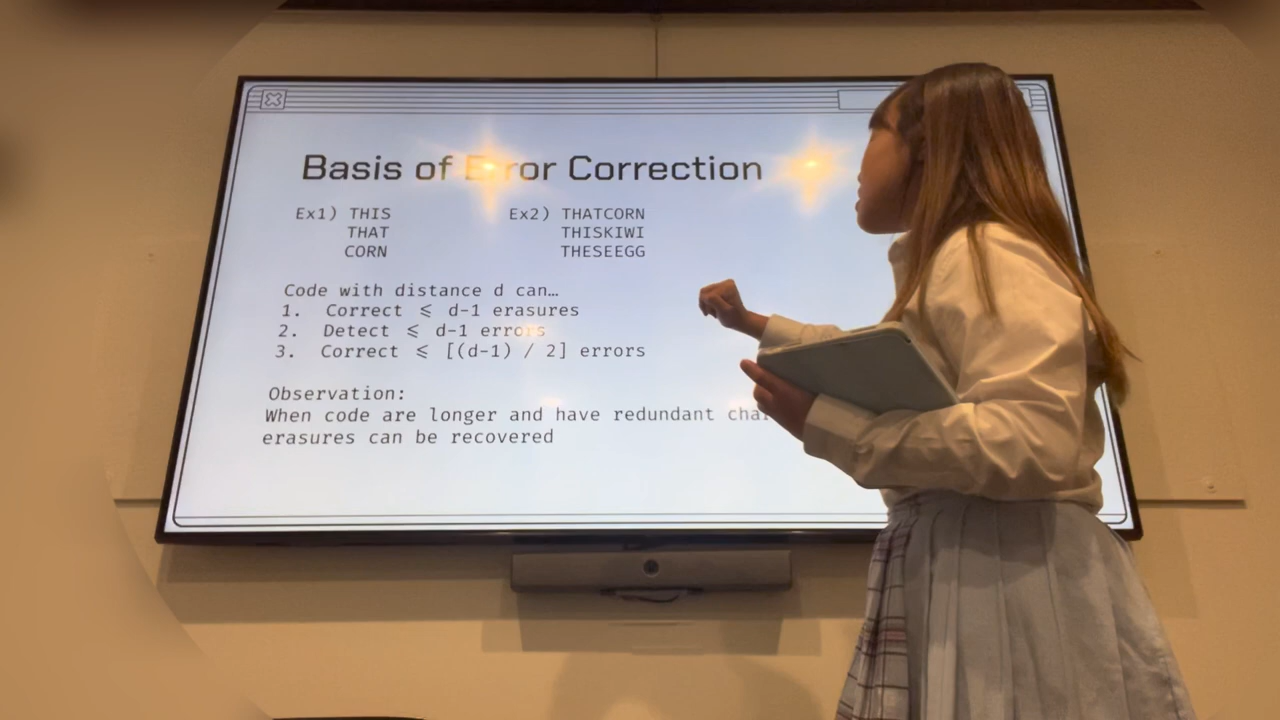 Basis of Error Correction
Ex1) THIS
THAT
CORN
Ex2) THATCORN
THISKIWI
THESEEGG
Code with distance d can…
1. Correct ⩽ d-1 erasures
2. Detect ⩽ d-1 errors
3. Correct ⩽ [(d-1) / 2] errors
Observation:
When code are longer and have redundant
erasures can be recovered